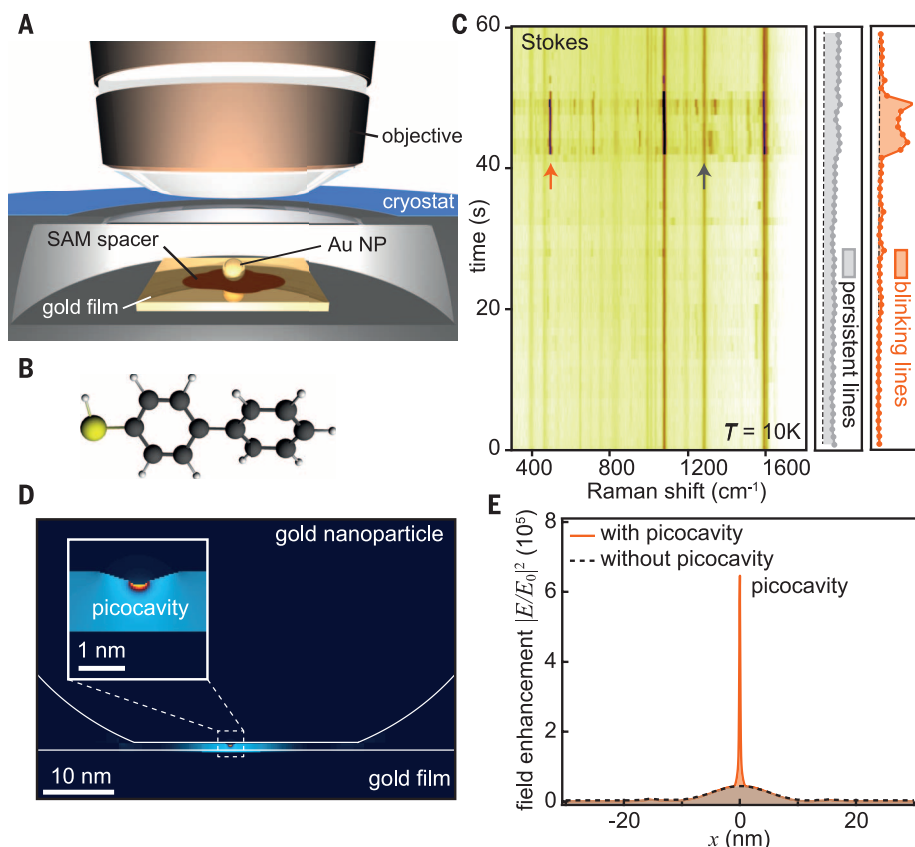 A
objective
cryostat
SAM spacer
Au NP
gold film
B
C
Stokes
T = 10K
60
40
20
0
time (s)
400
800
1200
1600
Raman shift (cm⁻¹)
persistent lines
blinking lines
D
gold nanoparticle
picocavity
1 nm
10 nm
gold film
E
with picocavity
without picocavity
picocavity
8
6
4
2
0
field enhancement |E/E₀|² (10⁵)
-20
0
20
x (nm)